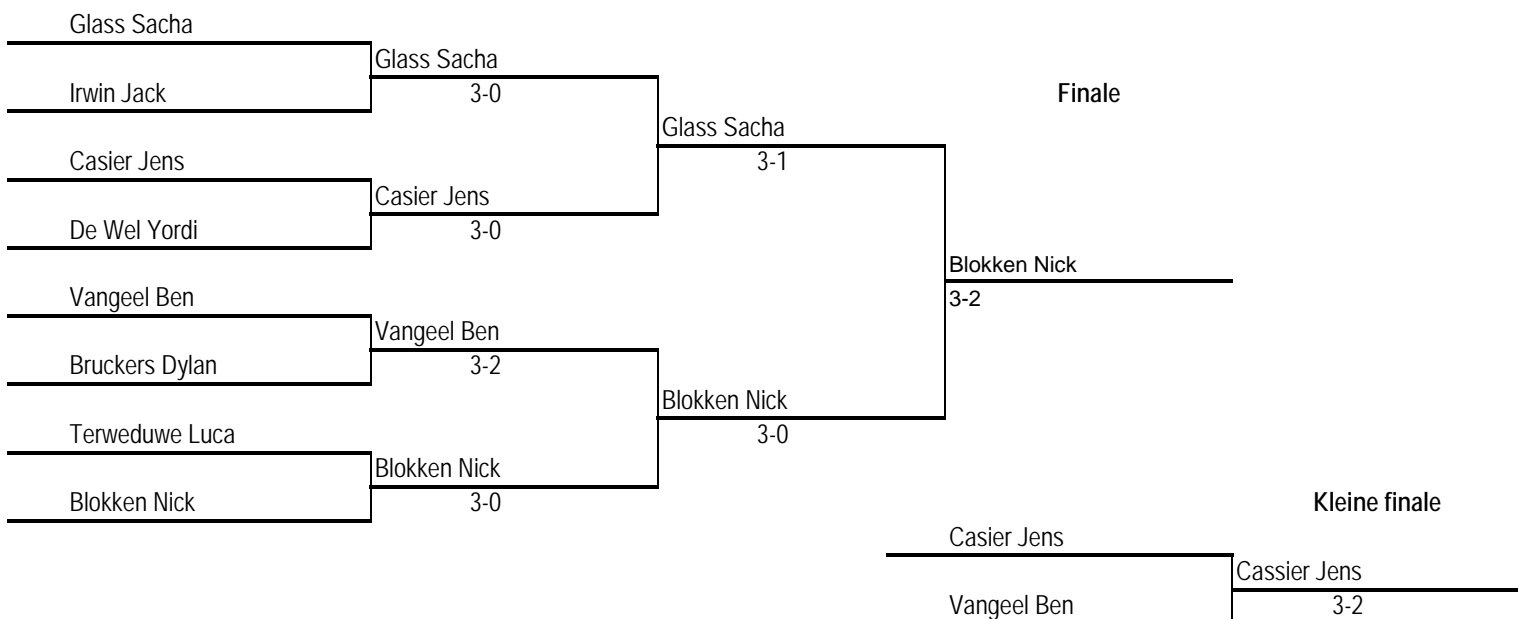 Glass Sacha
Glass Sacha
Irwin Jack
3-0
Finale
Glass Sacha
Casier Jens
3-1
Casier Jens
De Wel Yordi
3-0
Blokken Nick
Vangeel Ben
3-2
Vangeel Ben
Bruckers Dylan
3-2
Blokken Nick
Terweduwe Luca
3-0
Blokken Nick
Blokken Nick
3-0
Kleine finale
Casier Jens
Cassier Jens
Vangeel Ben
3-2